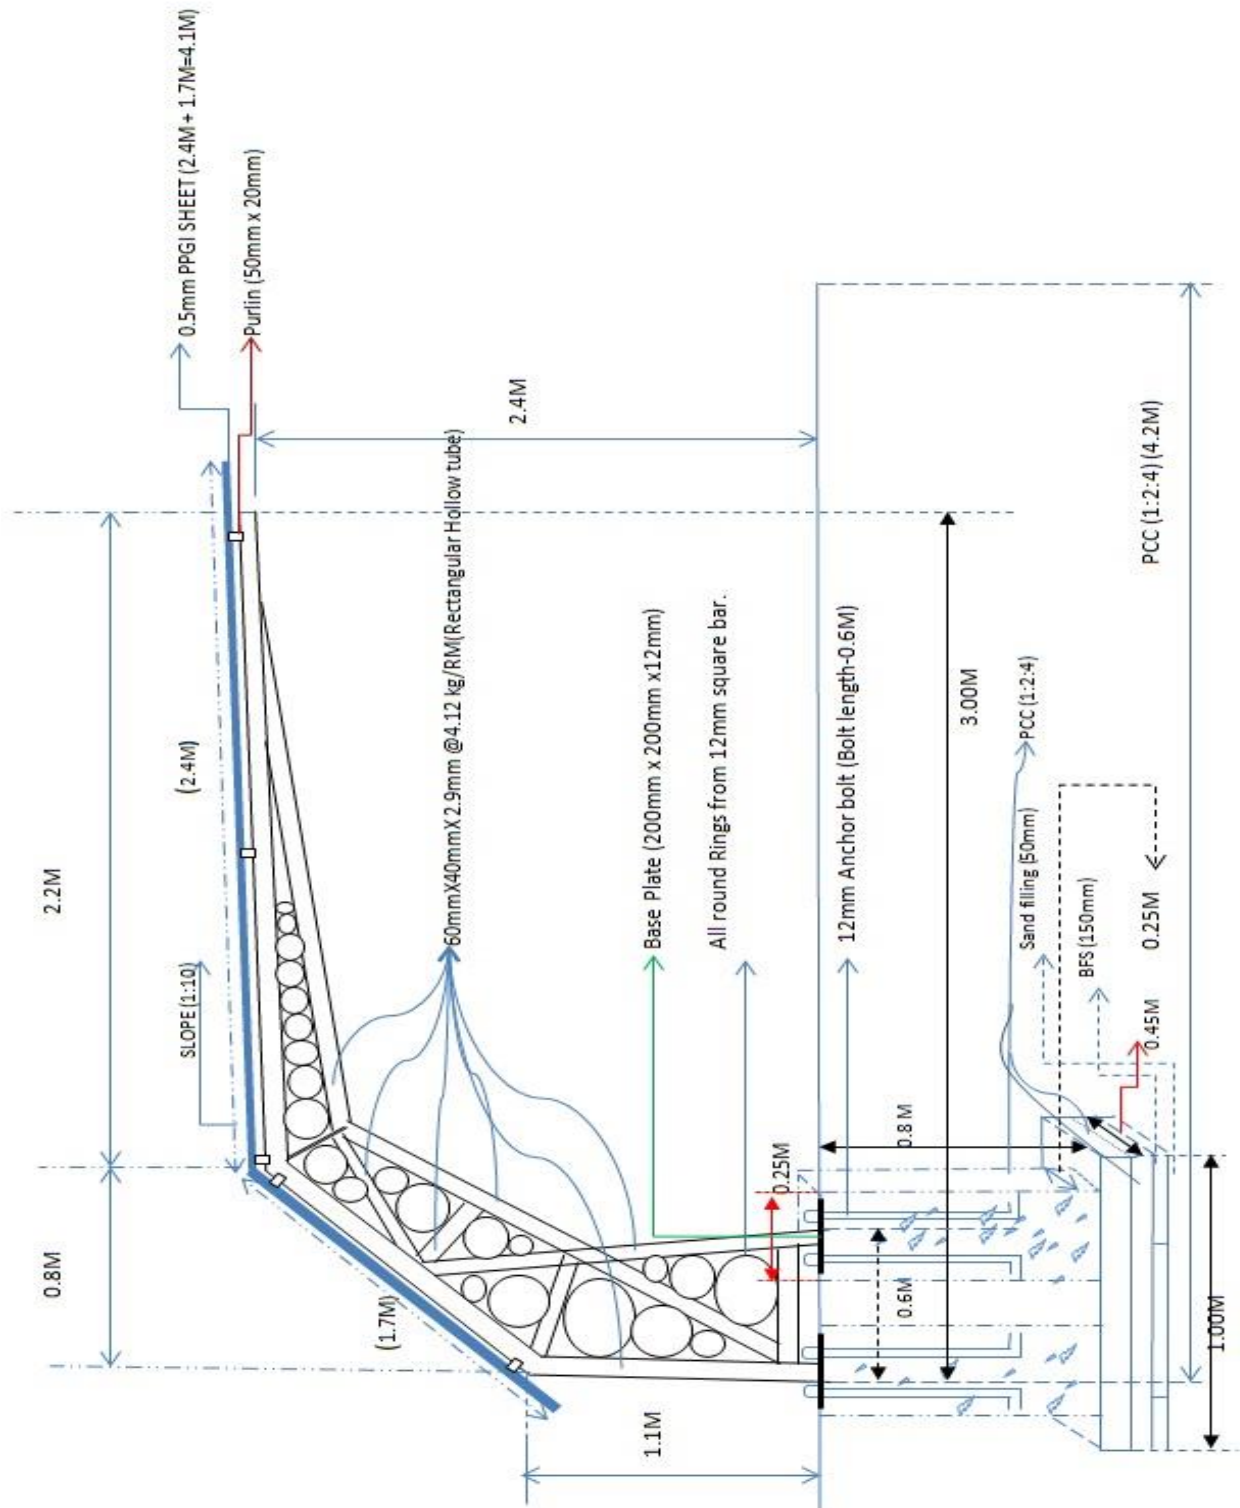 0.5mm PPGI SHEET (2.4M + 1.7M=4.1M)
Purlin (50mm x 20mm)
2.2M
0.8M
SLOPE (1:10)
(2.4M)
(1.7M)
2.4M
60mmX40mmX2.9mm @4.12 kg/RM(Rectangular Hollow tube)
Base Plate (200mm x 200mm x12mm)
All round Rings from 12mm square bar.
12mm Anchor bolt (Bolt length-0.6M)
1.1M
0.25M
0.6M
0.8M
3.00M
PCC (1:2:4)
Sand filling (50mm)
BFS (150mm)
0.25M
0.45M
PCC (1:2:4) (4.2M)
1.00M